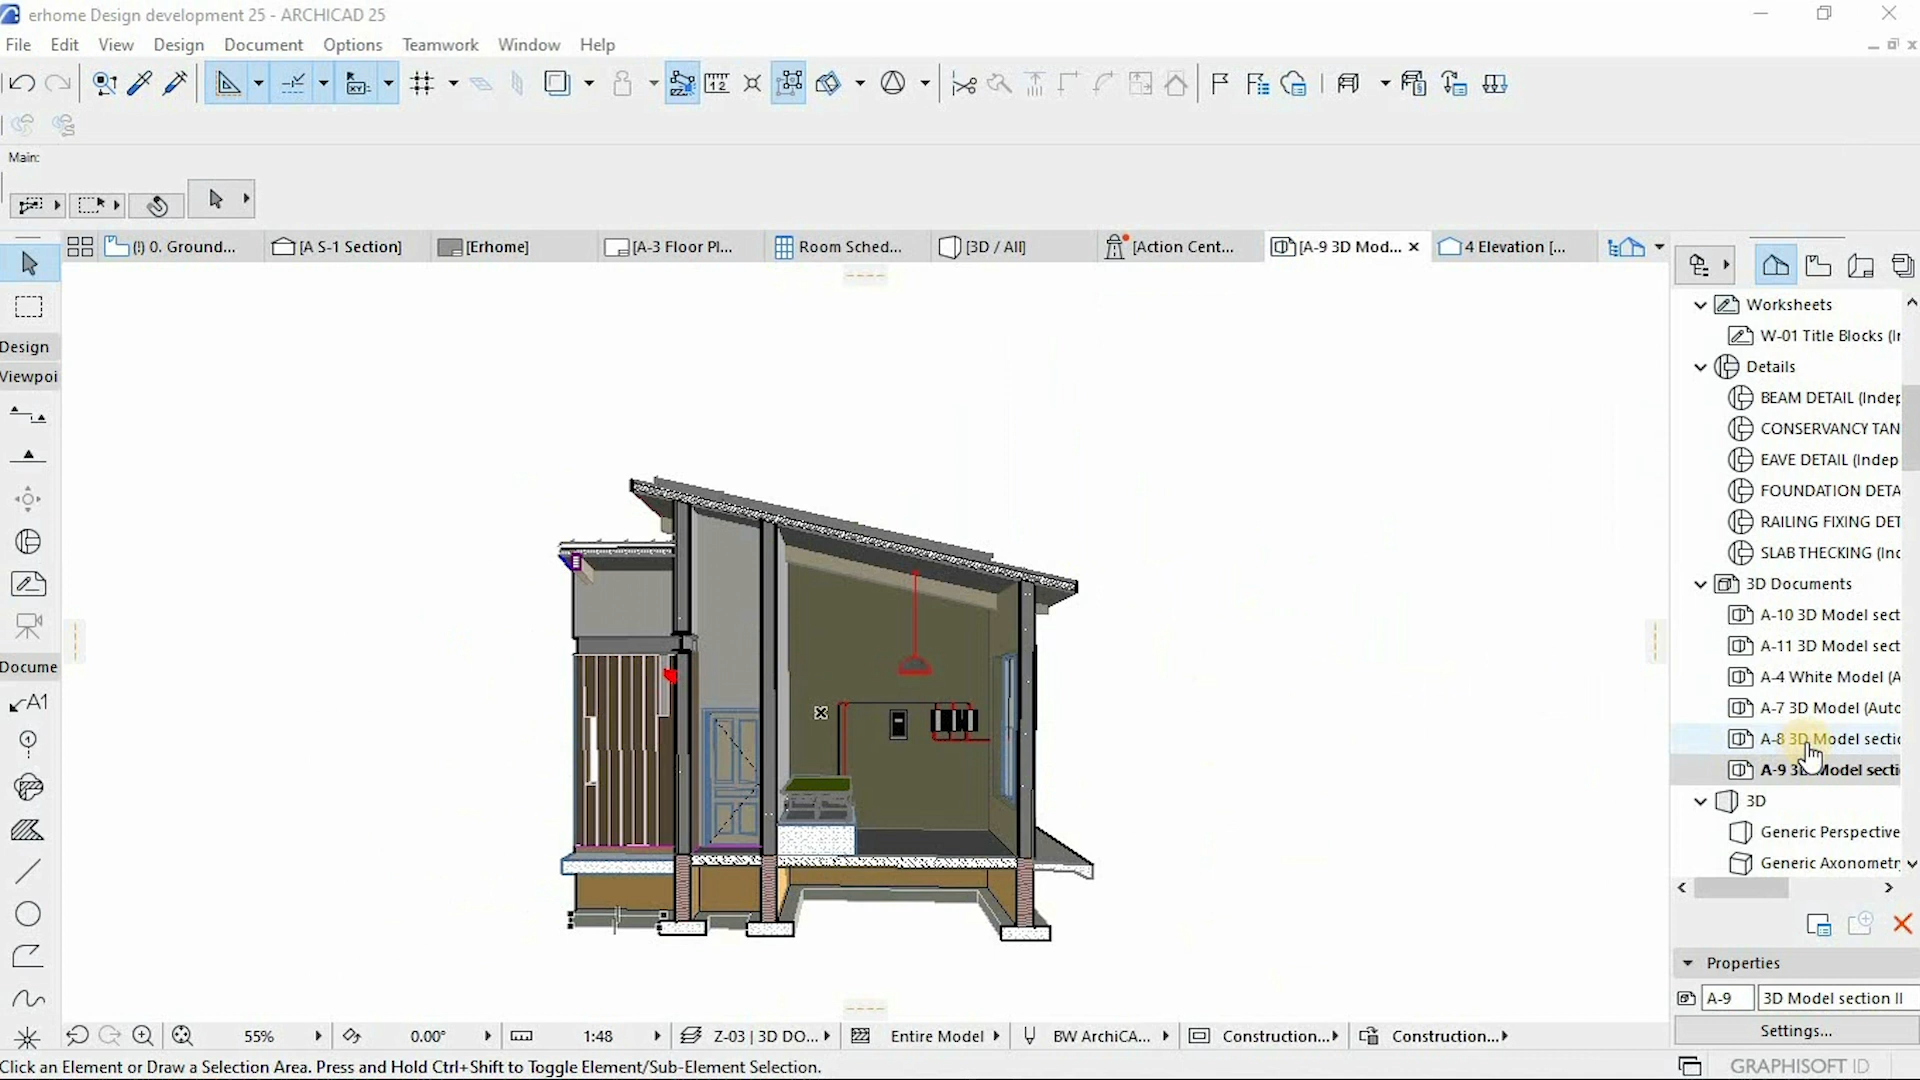 erhome Design development 25 - ARCHICAD 25
File Edit View Design Document Options Teamwork Window Help
Main:
(!) 0. Ground... [A S-1 Section] [Erhome] [A-3 Floor Pl... Room Sched... [3D / All] [Action Cent... [A-9 3D Mod... 4 Elevation [...
Design
Viewpoi
Docume
A1
Worksheets
W-01 Title Blocks (Ir
Details
BEAM DETAIL (Indep
CONSERVANCY TAN
EAVE DETAIL (Indep
FOUNDATION DETA
RAILING FIXING DET
SLAB THECKING (Ind
3D Documents
A-10 3D Model sect
A-11 3D Model sect
A-4 White Model (A
A-7 3D Model (Auto
A-8 3D Model sectio
A-9 3D Model secti
3D
Generic Perspective
Generic Axonometry
Properties
A-9 3D Model section II
Settings...
55% 0.00° 1:48 Z-03 | 3D DO... Entire Model BW ArchiCA... Construction... Construction...
Click an Element or Draw a Selection Area. Press and Hold Ctrl+Shift to Toggle Element/Sub-Element Selection.
GRAPHISOFT ID